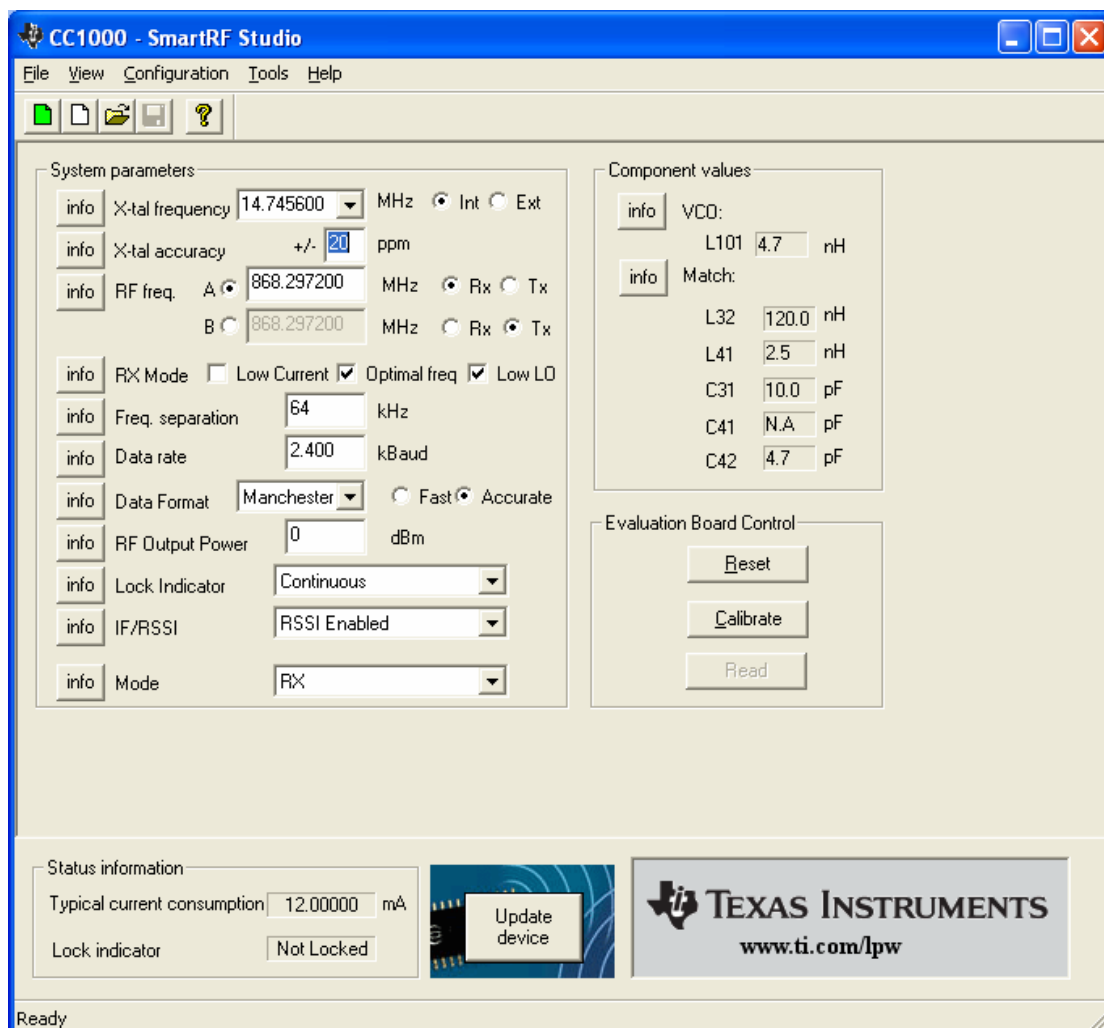 CC1000 - SmartRF Studio
File View Configuration Tools Help
System parameters
info X-tal frequency 14.745600 MHz Int Ext
info X-tal accuracy +/- 20 ppm
info RF freq. A 868.297200 MHz Rx Tx
B 868.297200 MHz Rx Tx
info RX Mode Low Current Optimal freq Low LO
info Freq. separation 64 kHz
info Data rate 2.400 kBaud
info Data Format Manchester Fast Accurate
info RF Output Power 0 dBm
info Lock Indicator Continuous
info IF/RSSI RSSI Enabled
info Mode RX
Component values
info VCO:
L101 4.7 nH
info Match:
L32 120.0 nH
L41 2.5 nH
C31 10.0 pF
C41 N.A pF
C42 4.7 pF
Evaluation Board Control
Reset
Calibrate
Read
Status information
Typical current consumption 12.00000 mA
Lock indicator Not Locked
Update
device
TEXAS INSTRUMENTS
www.ti.com/lpw
Ready